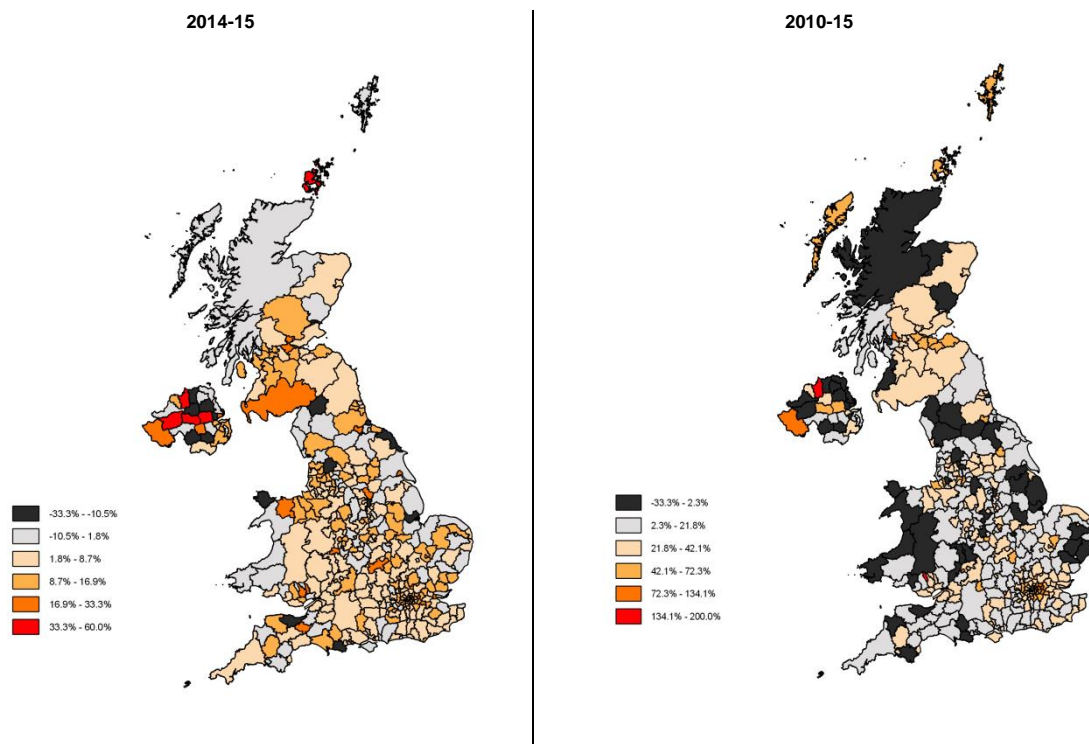 2014-15
2010-15
-33.3% - -10.5%
-10.5% - 1.8%
1.8% - 8.7%
8.7% - 16.9%
16.9% - 33.3%
33.3% - 60.0%
-33.3% - 2.3%
2.3% - 21.8%
21.8% - 42.1%
42.1% - 72.3%
72.3% - 134.1%
134.1% - 200.0%